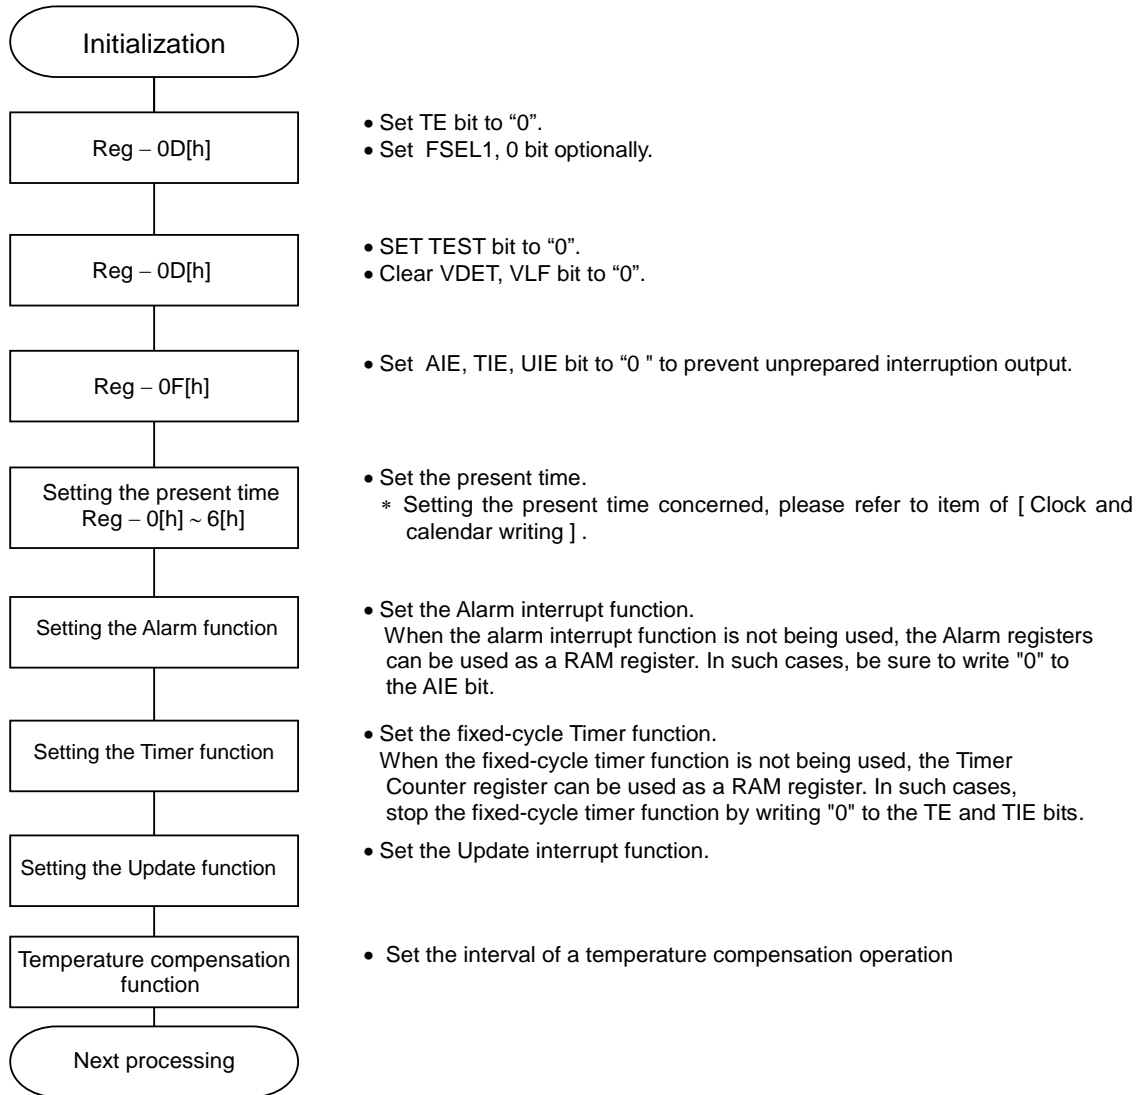 Initialization
Reg − 0D[h]
• Set TE bit to “0”.
• Set FSEL1, 0 bit optionally.
Reg − 0D[h]
• SET TEST bit to “0”.
• Clear VDET, VLF bit to “0”.
Reg − 0F[h]
• Set AIE, TIE, UIE bit to “0 " to prevent unprepared interruption output.
Setting the present time
Reg − 0[h] ~ 6[h]
• Set the present time.
∗ Setting the present time concerned, please refer to item of [ Clock and
calendar writing ] .
Setting the Alarm function
• Set the Alarm interrupt function.
When the alarm interrupt function is not being used, the Alarm registers
can be used as a RAM register. In such cases, be sure to write "0" to
the AIE bit.
Setting the Timer function
• Set the fixed-cycle Timer function.
When the fixed-cycle timer function is not being used, the Timer
Counter register can be used as a RAM register. In such cases,
stop the fixed-cycle timer function by writing "0" to the TE and TIE bits.
Setting the Update function
• Set the Update interrupt function.
Temperature compensation
function
• Set the interval of a temperature compensation operation
Next processing